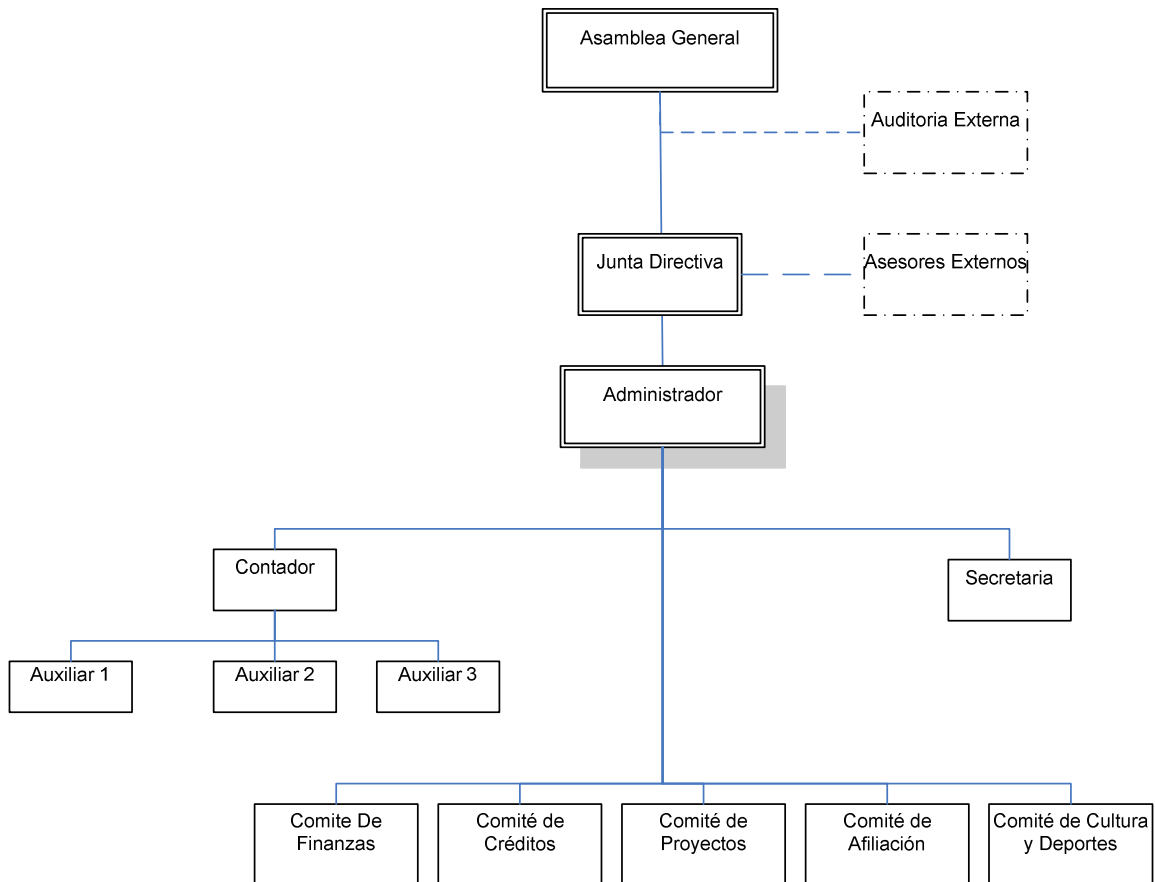 Asamblea General
Auditoria Externa
Junta Directiva
Asesores Externos
Administrador
Contador
Secretaria
Auxiliar 1
Auxiliar 2
Auxiliar 3
Comite De
Finanzas
Comité de
Créditos
Comité de
Proyectos
Comité de
Afiliación
Comité de Cultura
y Deportes